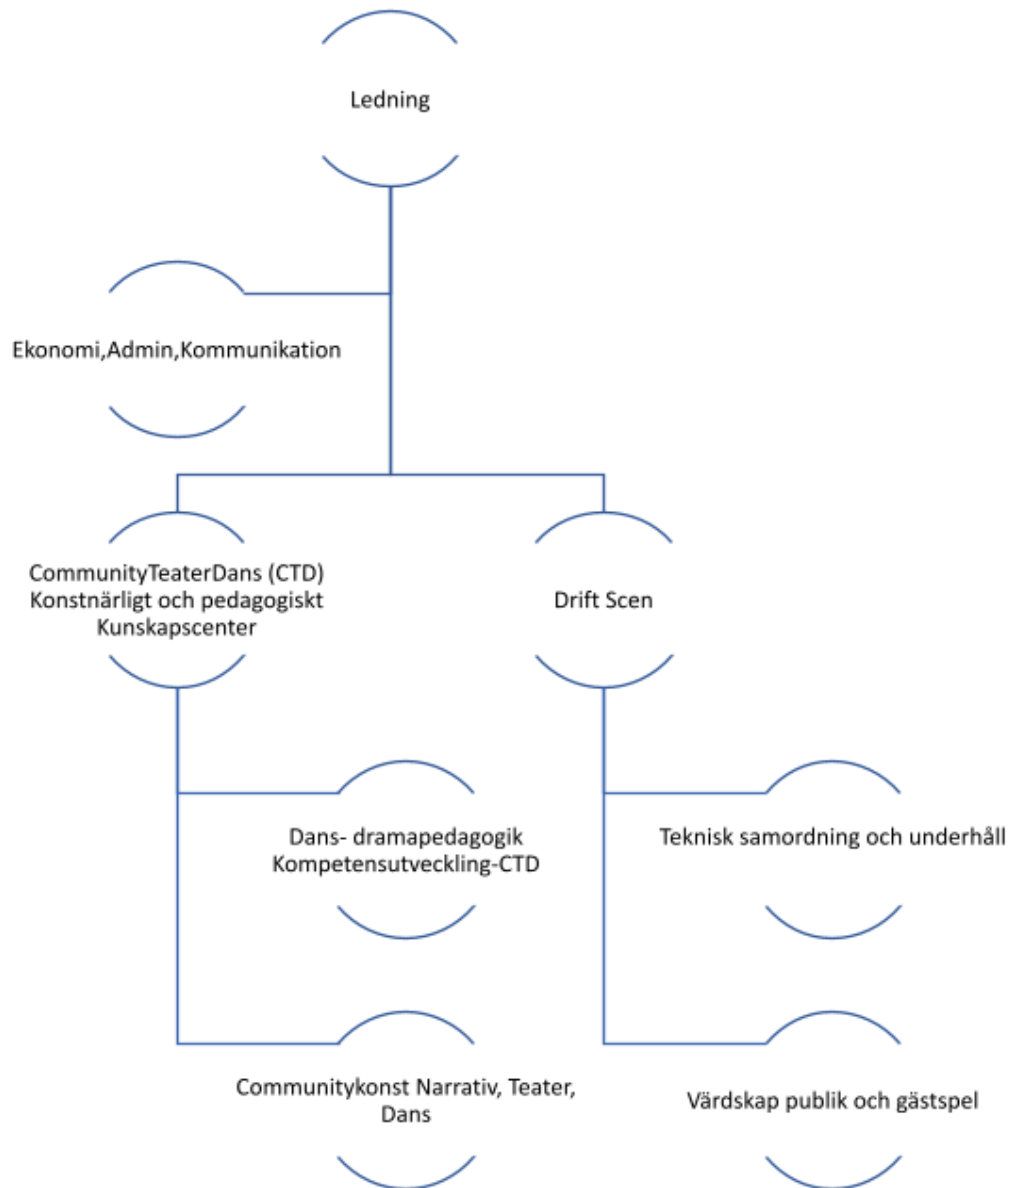 Ledning
Ekonomi,Admin,Kommunikation
CommunityTeaterDans (CTD)
Konstnärligt och pedagogiskt
Kunskapscenter
Drift Scen
Dans- dramapedagogik
Kompetensutveckling-CTD
Teknisk samordning och underhåll
Communitykonst Narrativ, Teater,
Dans
Värdskap publik och gästspel